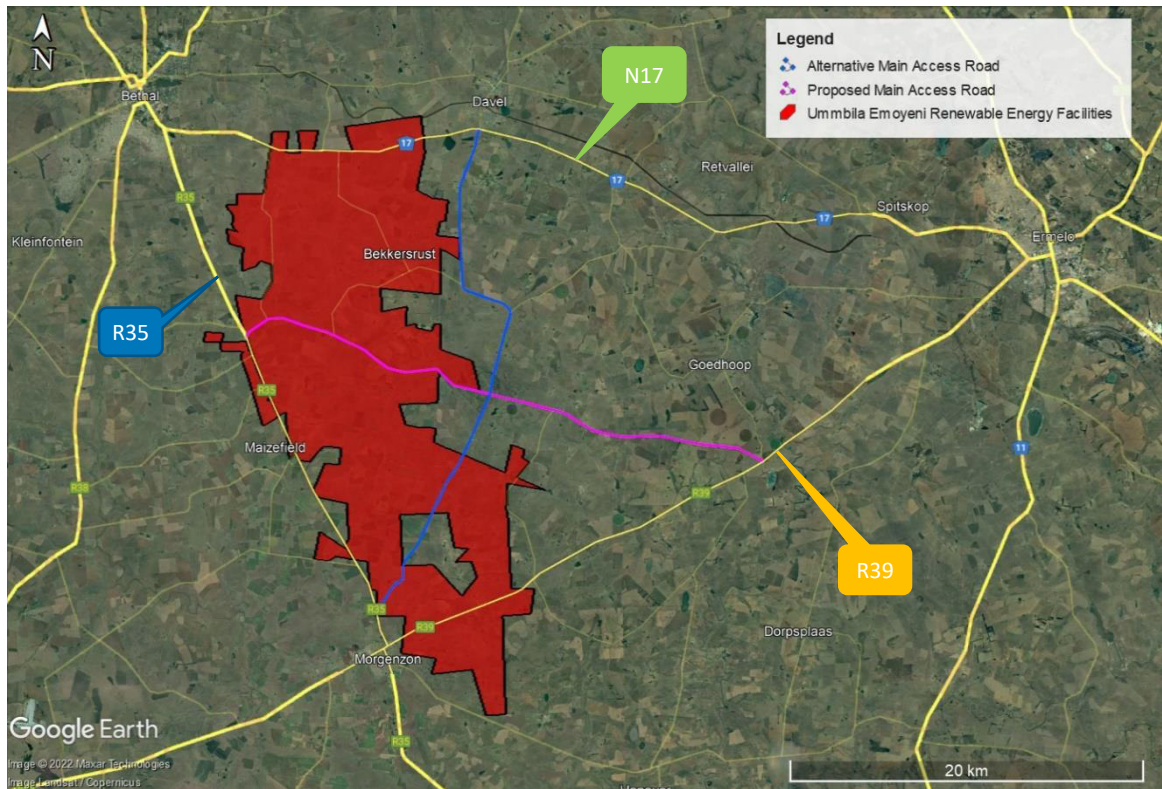 N
Legend
Alternative Main Access Road
Proposed Main Access Road
Ummbila Emoyeni Renewable Energy Facilities
N17
Bethal
Davel
17
17
Retvallei
R35
Spitskop
17
Kleinfontein
Ermelo
Bekkersrust
R35
Goedhoop
R35
Maizefield
11
R38
R39
R39
R35
R39
Dorpsplaas
Morgenzon
R35
Google Earth
Image © 2022 Maxar Technologies
Image Landsat / Copernicus
20 km